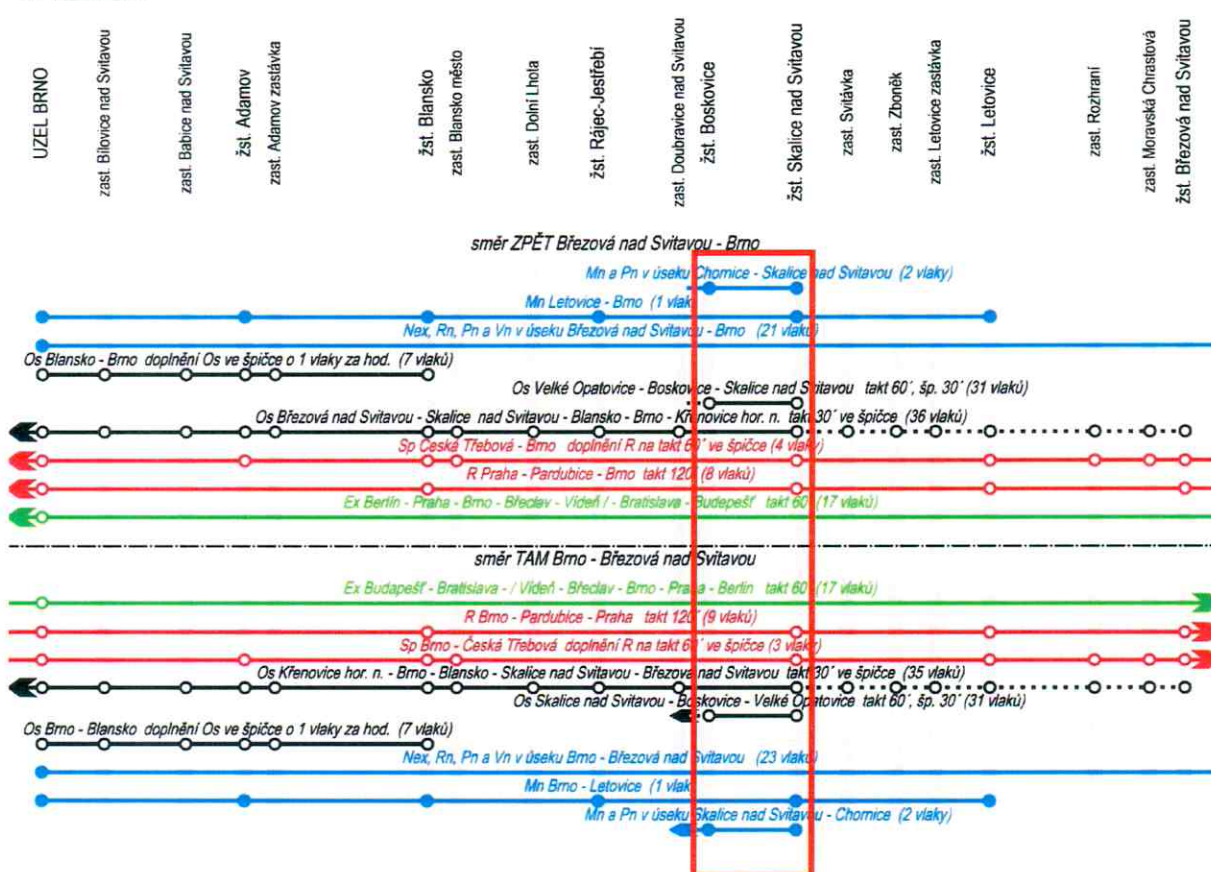 UZEL BRNO
zast. Bílovice nad Svitavou
zast. Babice nad Svitavou
žst. Adamov
zast. Adamov zastávka
žst. Blansko
zast. Blansko město
zast. Dolní Lhota
žst. Rájec-Jestřebí
zast. Doubravice nad Svitavou
žst. Boskovice
žst. Skalice nad Svitavou
zast. Svitávka
zast. Zboněk
zast. Letovice zastávka
žst. Letovice
zast. Rozhraní
zast. Moravská Chrastová
žst. Březová nad Svitavou
směr ZPĚT Březová nad Svitavou - Brno
Mn a Pn v úseku Chornice - Skalice nad Svitavou (2 vlaky)
Mn Letovice - Brno (1 vlak
Nex, Rn, Pn a Vn v úseku Březová nad Svitavou - Brno (21 vlaků)
Os Blansko - Brno doplnění Os ve špičce o 1 vlaky za hod. (7 vlaků)
Os Velké Opatovice - Boskovice - Skalice nad Svitavou takt 60´, šp. 30´ (31 vlaků)
Os Březová nad Svitavou - Skalice nad Svitavou - Blansko - Brno - Křenovice hor. n. takt 30´ ve špičce (36 vlaků)
Sp Česká Třebová - Brno doplnění R na takt 60´ ve špičce (4 vlaky)
R Praha - Pardubice - Brno takt 120´ (8 vlaků)
Ex Berlín - Praha - Brno - Břeclav - Vídeň / - Bratislava - Budapešť takt 60´ (17 vlaků)
směr TAM Brno - Březová nad Svitavou
Ex Budapešť - Bratislava - / Vídeň - Břeclav - Brno - Praha - Berlín takt 60´ (17 vlaků)
R Brno - Pardubice - Praha takt 120´ (9 vlaků)
Sp Brno - Česká Třebová doplnění R na takt 60´ ve špičce (3 vlaky)
Os Křenovice hor. n. - Brno - Blansko - Skalice nad Svitavou - Březová nad Svitavou takt 30´ ve špičce (35 vlaků)
Os Skalice nad Svitavou - Boskovice - Velké Opatovice takt 60´, šp. 30´ (31 vlaků)
Os Brno - Blansko doplnění Os ve špičce o 1 vlaky za hod. (7 vlaků)
Nex, Rn, Pn a Vn v úseku Brno - Březová nad Svitavou (23 vlaků)
Mn Brno - Letovice (1 vlak
Mn a Pn v úseku Skalice nad Svitavou - Chornice (2 vlaky)